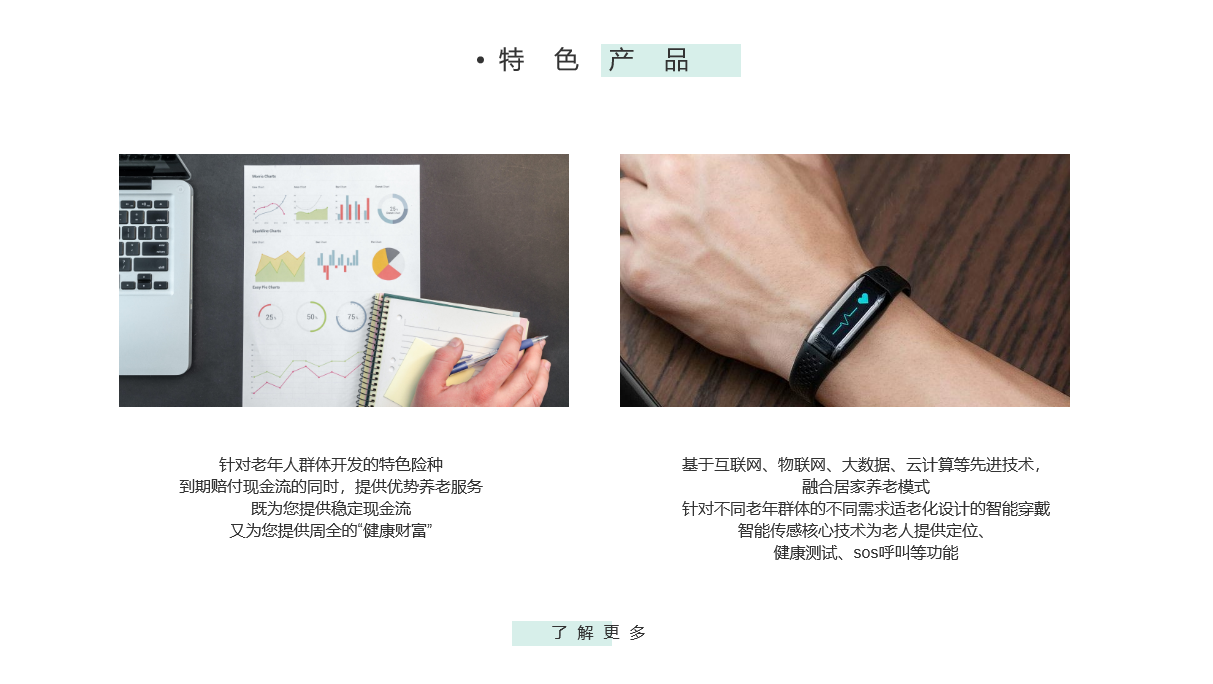 • 特 色 产 品
25%
50%
75%
针对老年人群体开发的特色险种
到期赔付现金流的同时，提供优势养老服务
既为您提供稳定现金流
又为您提供周全的“健康财富”
基于互联网、物联网、大数据、云计算等先进技术，
融合居家养老模式
针对不同老年群体的不同需求适老化设计的智能穿戴
智能传感核心技术为老人提供定位、
健康测试、sos呼叫等功能
了 解 更 多